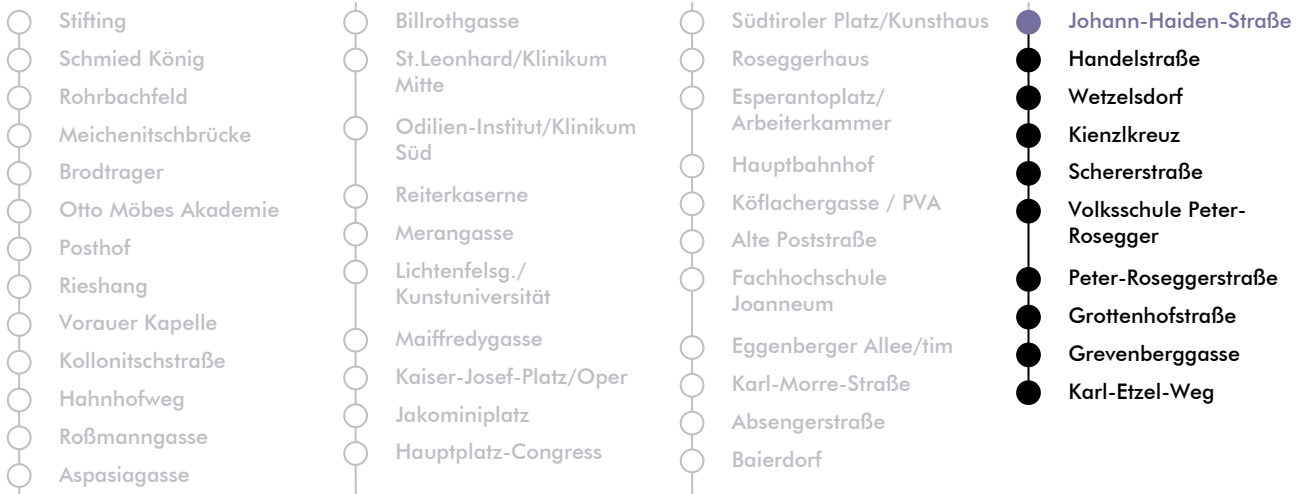 Stifting
Schmied König
Rohrbachfeld
Meichenitschbrücke
Brodtrager
Otto Möbes Akademie
Posthof
Rieshang
Vorauer Kapelle
Kollonitschstraße
Hahnhofweg
Roßmanngasse
Aspasiagasse
Billrothgasse
St.Leonhard/Klinikum
Mitte
Odilien-Institut/Klinikum
Süd
Reiterkaserne
Merangasse
Lichtenfelsg./
Kunstuniversität
Maiffredygasse
Kaiser-Josef-Platz/Oper
Jakominiplatz
Hauptplatz-Congress
Südtiroler Platz/Kunsthaus
Roseggerhaus
Esperantoplatz/
Arbeiterkammer
Hauptbahnhof
Köflachergasse / PVA
Alte Poststraße
Fachhochschule
Joanneum
Eggenberger Allee/tim
Karl-Morre-Straße
Absengerstraße
Baierdorf
Johann-Haiden-Straße
Handelstraße
Wetzelsdorf
Kienzlkreuz
Schererstraße
Volksschule Peter-
Rosegger
Peter-Roseggerstraße
Grottenhofstraße
Grevenberggasse
Karl-Etzel-Weg